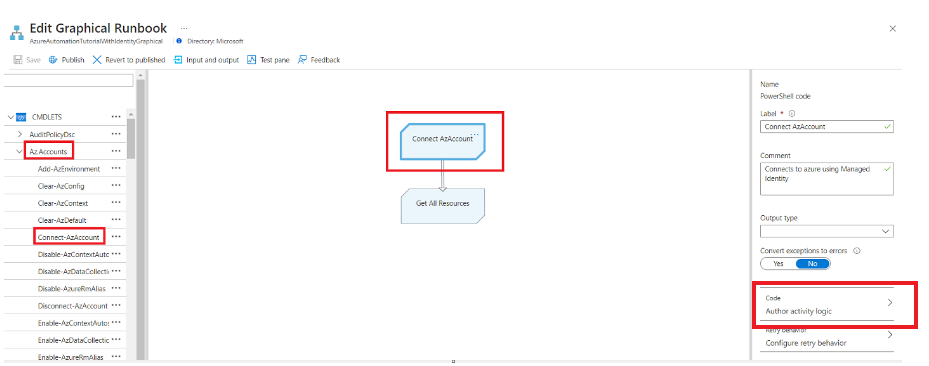 Edit Graphical Runbook ...
AzureAutomationTutorialWithIdentityGraphical Directory: Microsoft
Save Publish Revert to published Input and output Test pane Feedback
CMDLETS
AuditPolicyDsc
Az.Accounts
Add-AzEnvironment
Clear-AzConfig
Clear-AzContext
Clear-AzDefault
Connect-AzAccount
Disable-AzContextAutc
Disable-AzDataCollecti
Disable-AzureRmAlias
Disconnect-AzAccount
Enable-AzContextAutos
Enable-AzDataCollectic
Enable-AzureRmAlias
Connect AzAccount
Get All Resources
Name
PowerShell code
Label *
Connect AzAccount
Comment
Connects to azure using Managed
Identity
Output type
Convert exceptions to errors
Yes No
Code
Author activity logic
Retry behavior
Configure retry behavior